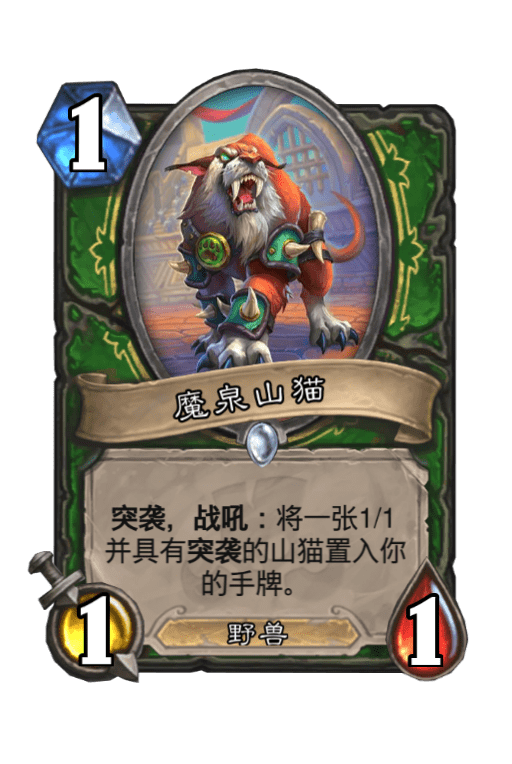 1
魔泉山猫
突袭，战吼：将一张1/1
并具有突袭的山猫置入你
的手牌。
1
野兽
1